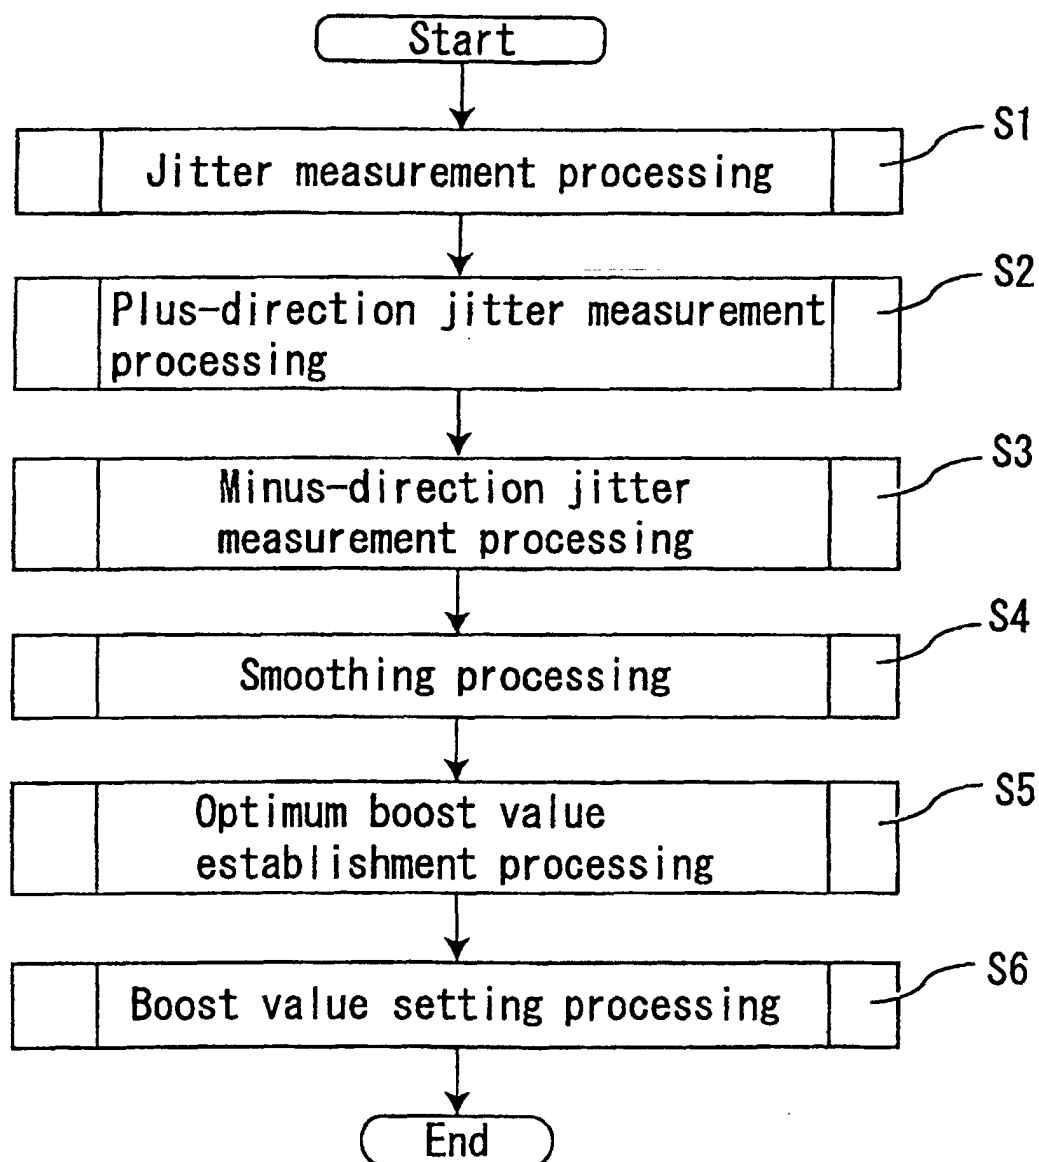 Start
S1
Jitter measurement processing
S2
Plus-direction jitter measurement
processing
S3
Minus-direction jitter
measurement processing
S4
Smoothing processing
S5
Optimum boost value
establishment processing
S6
Boost value setting processing
End